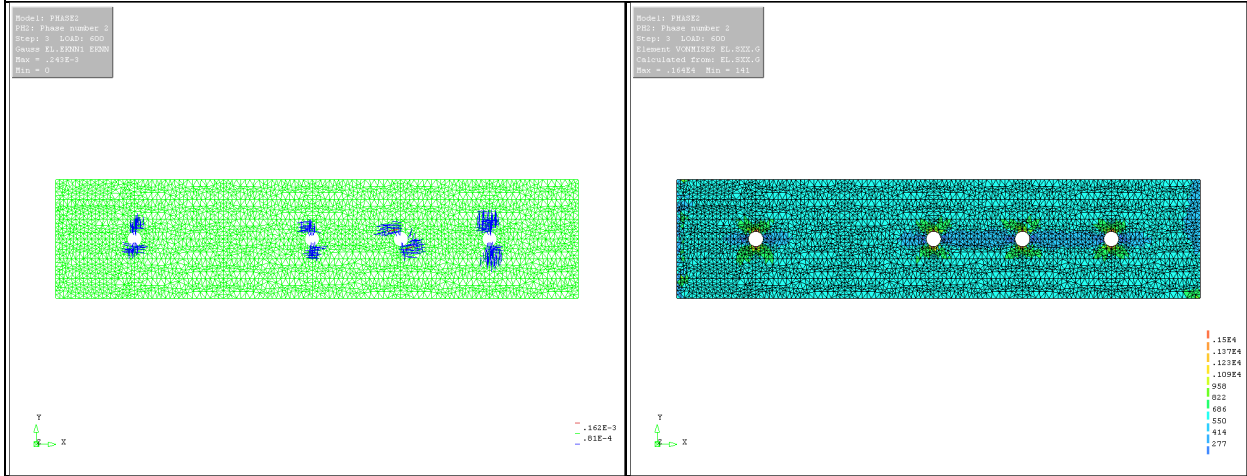 Model: PHASE2
PH2: Phase number 2
Step: 3 LOAD: 600
Gauss EL.EKNN1 EKNN
Max = .243E-3
Min = 0
Y
Z X
.162E-3
.81E-4
Model: PHASE2
PH2: Phase number 2
Step: 3 LOAD: 600
Element VONMISES EL.SXX.G
Calculated from: EL.SXX.G
Max = .164E4 Min = 141
Y
Z X
.15E4
.137E4
.123E4
.109E4
958
822
686
550
414
277